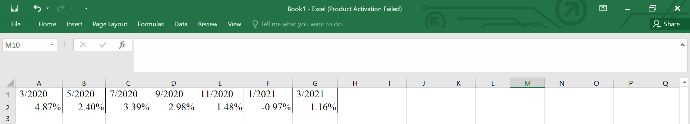 Book1 - Excel (Product Activation Failed)
File Home Insert Page Layout Formulas Data Review View Tell me what you want to do... Share
M10 fx
A B C D E F G H I J K L M N O P Q
1 3/2020 5/2020 7/2020 9/2020 11/2020 1/2021 3/2021
2 4.87% 2.40% 3.39% 2.98% 1.48% -0.97% 1.16%
3